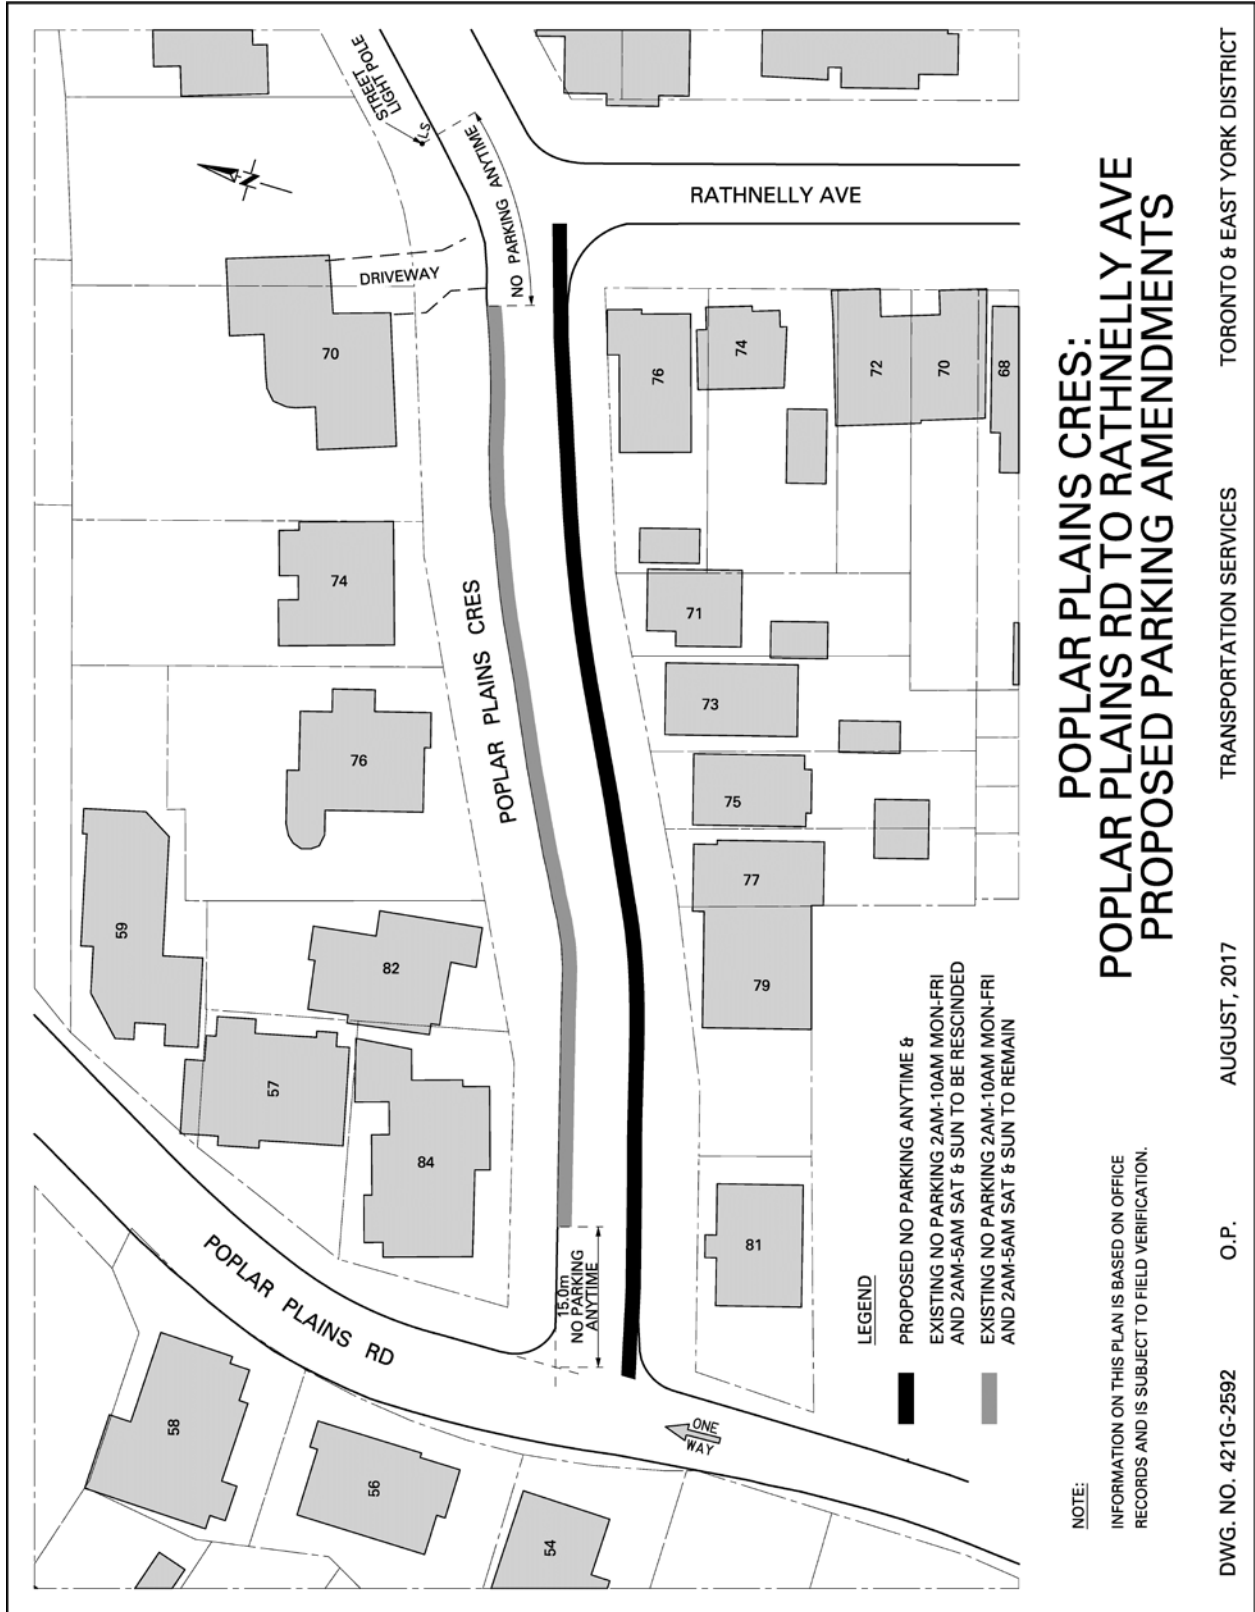 STREET
LIGHT POLE
L.S.
NO PARKING ANYTIME
DRIVEWAY
RATHNELLY AVE
70
74
76
59
82
57
84
POPLAR PLAINS CRES
POPLAR PLAINS RD
15.0m
NO PARKING
ANYTIME
76
74
72
70
68
71
73
75
77
79
81
58
56
54
ONE
WAY
N
LEGEND
PROPOSED NO PARKING ANYTIME &
EXISTING NO PARKING 2AM-10AM MON-FRI
AND 2AM-5AM SAT & SUN TO BE RESCINDED
EXISTING NO PARKING 2AM-10AM MON-FRI
AND 2AM-5AM SAT & SUN TO REMAIN
NOTE:
INFORMATION ON THIS PLAN IS BASED ON OFFICE
RECORDS AND IS SUBJECT TO FIELD VERIFICATION.
POPLAR PLAINS CRES:
POPLAR PLAINS RD TO RATHNELLY AVE
PROPOSED PARKING AMENDMENTS
DWG. NO. 421G-2592 O.P. AUGUST, 2017 TRANSPORTATION SERVICES TORONTO & EAST YORK DISTRICT